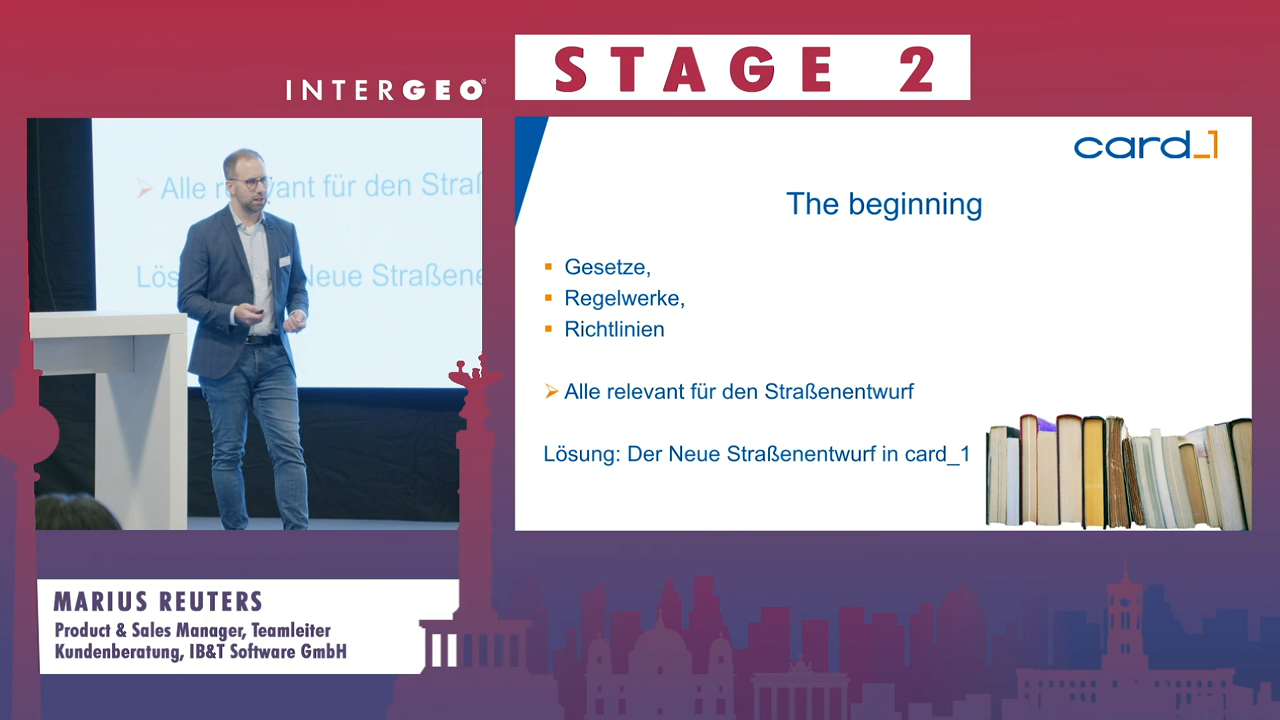 INTERGEO®
STAGE 2
Alle relevant für den Straß
Lös Neue Straßene
card_1
The beginning
Gesetze,
Regelwerke,
Richtlinien
Alle relevant für den Straßenentwurf
Lösung: Der Neue Straßenentwurf in card_1
MARIUS REUTERS
Product & Sales Manager, Teamleiter
Kundenberatung, IB&T Software GmbH